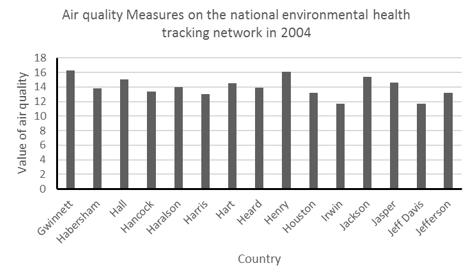 Air quality Measures on the national environmental health
tracking network in 2004
Value of air quality
18
16
14
12
10
8
6
4
2
0
Gwinnett
Habersham
Hall
Hancock
Haralson
Harris
Hart
Heard
Henry
Houston
Irwin
Jackson
Jasper
Jeff Davis
Jefferson
Country